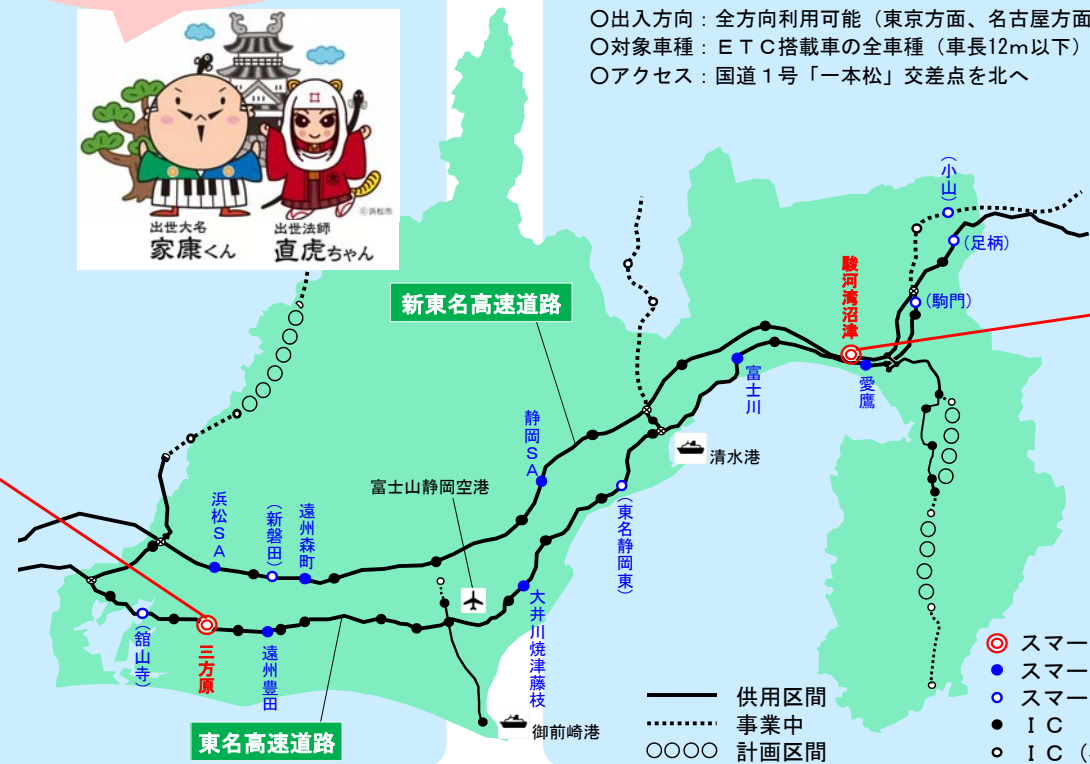 〇出入方向：全方向利用可能（東京方面、名古屋方面
〇対象車種：ＥＴＣ搭載車の全車種（車長12m以下）
〇アクセス：国道１号「一本松」交差点を北へ
©浜松市
出世大名
家康くん
出世法師
直虎ちゃん
（小山）
（足柄）
（駒門）
駿河湾沼津
愛鷹
新東名高速道路
富士川
静岡SA
清水港
富士山静岡空港
（東名静岡東）
浜松SA
（新磐田）
遠州森町
大井川焼津藤枝
（舘山寺）
三方原
遠州豊田
御前崎港
東名高速道路
供用区間
事業中
計画区間
スマー
スマー
スマー
ＩＣ
ＩＣ（